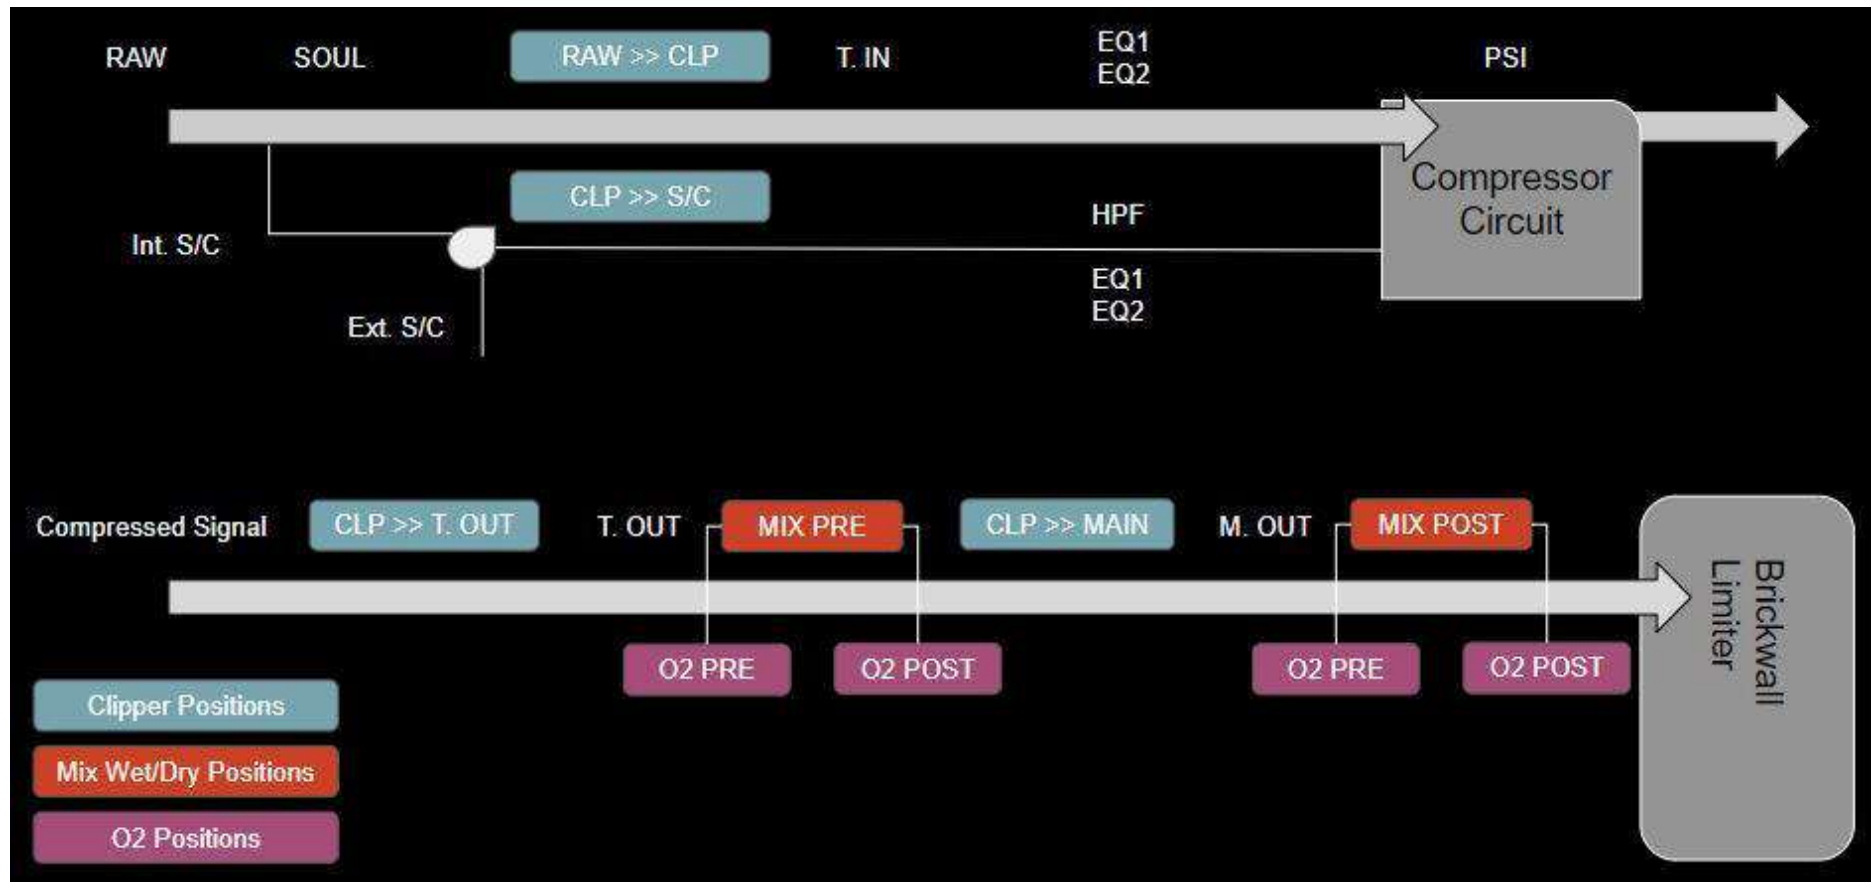 RAW
SOUL
RAW >> CLP
T. IN
EQ1
EQ2
PSI
CLP >> S/C
Compressor
Circuit
HPF
Int. S/C
EQ1
EQ2
Ext. S/C
Compressed Signal
CLP >> T. OUT
T. OUT
MIX PRE
CLP >> MAIN
M. OUT
MIX POST
Brickwall
Limiter
O2 PRE
O2 POST
O2 PRE
O2 POST
Clipper Positions
Mix Wet/Dry Positions
O2 Positions